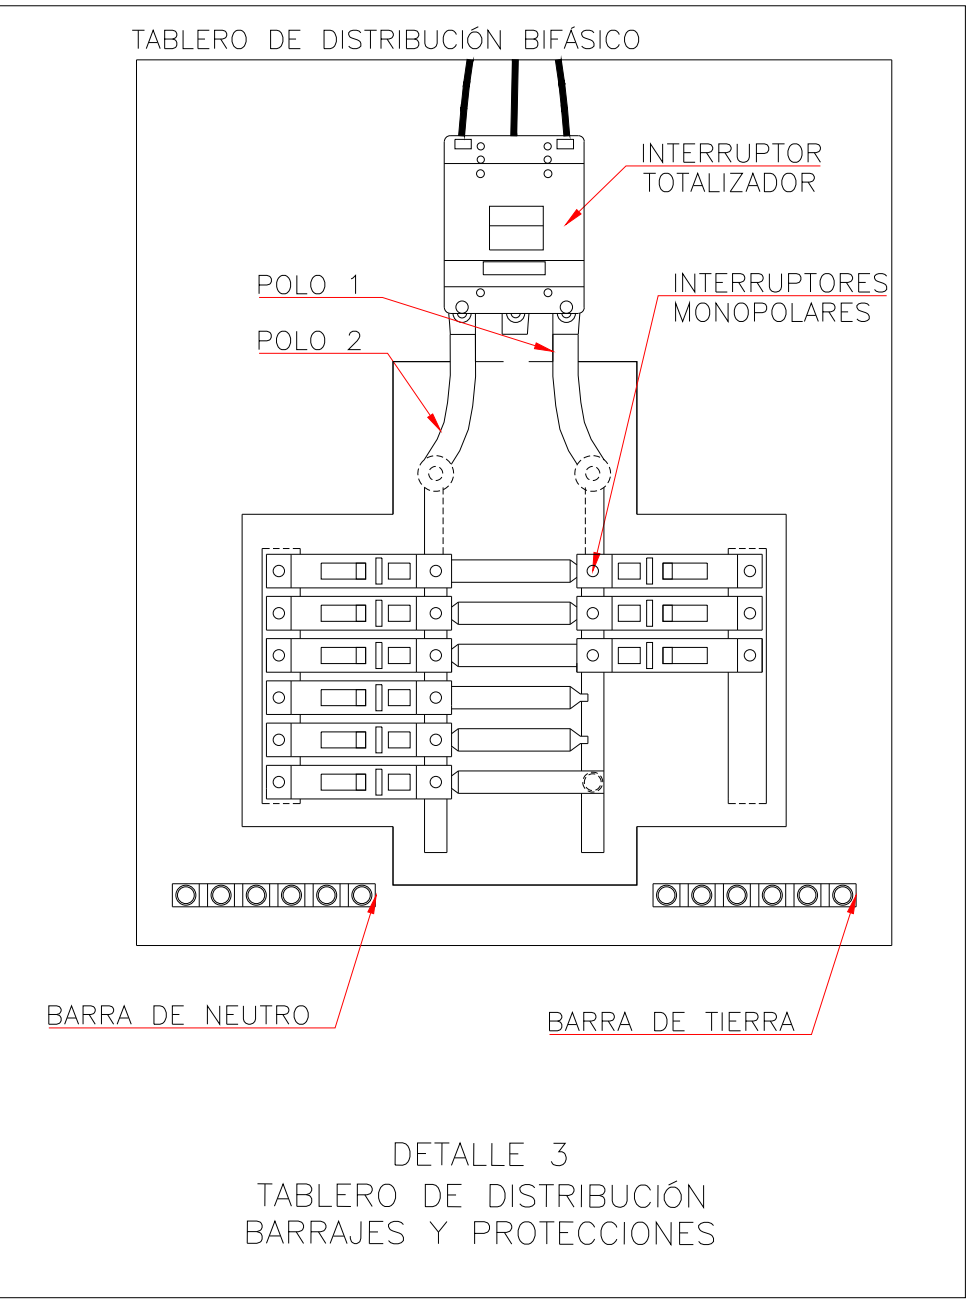 TABLERO DE DISTRIBUCIÓN BIFÁSICO
INTERRUPTOR
TOTALIZADOR
POLO 1
INTERRUPTORES
MONOPOLARES
POLO 2
BARRA DE NEUTRO
BARRA DE TIERRA
DETALLE 3
TABLERO DE DISTRIBUCIÓN
BARRAJES Y PROTECCIONES